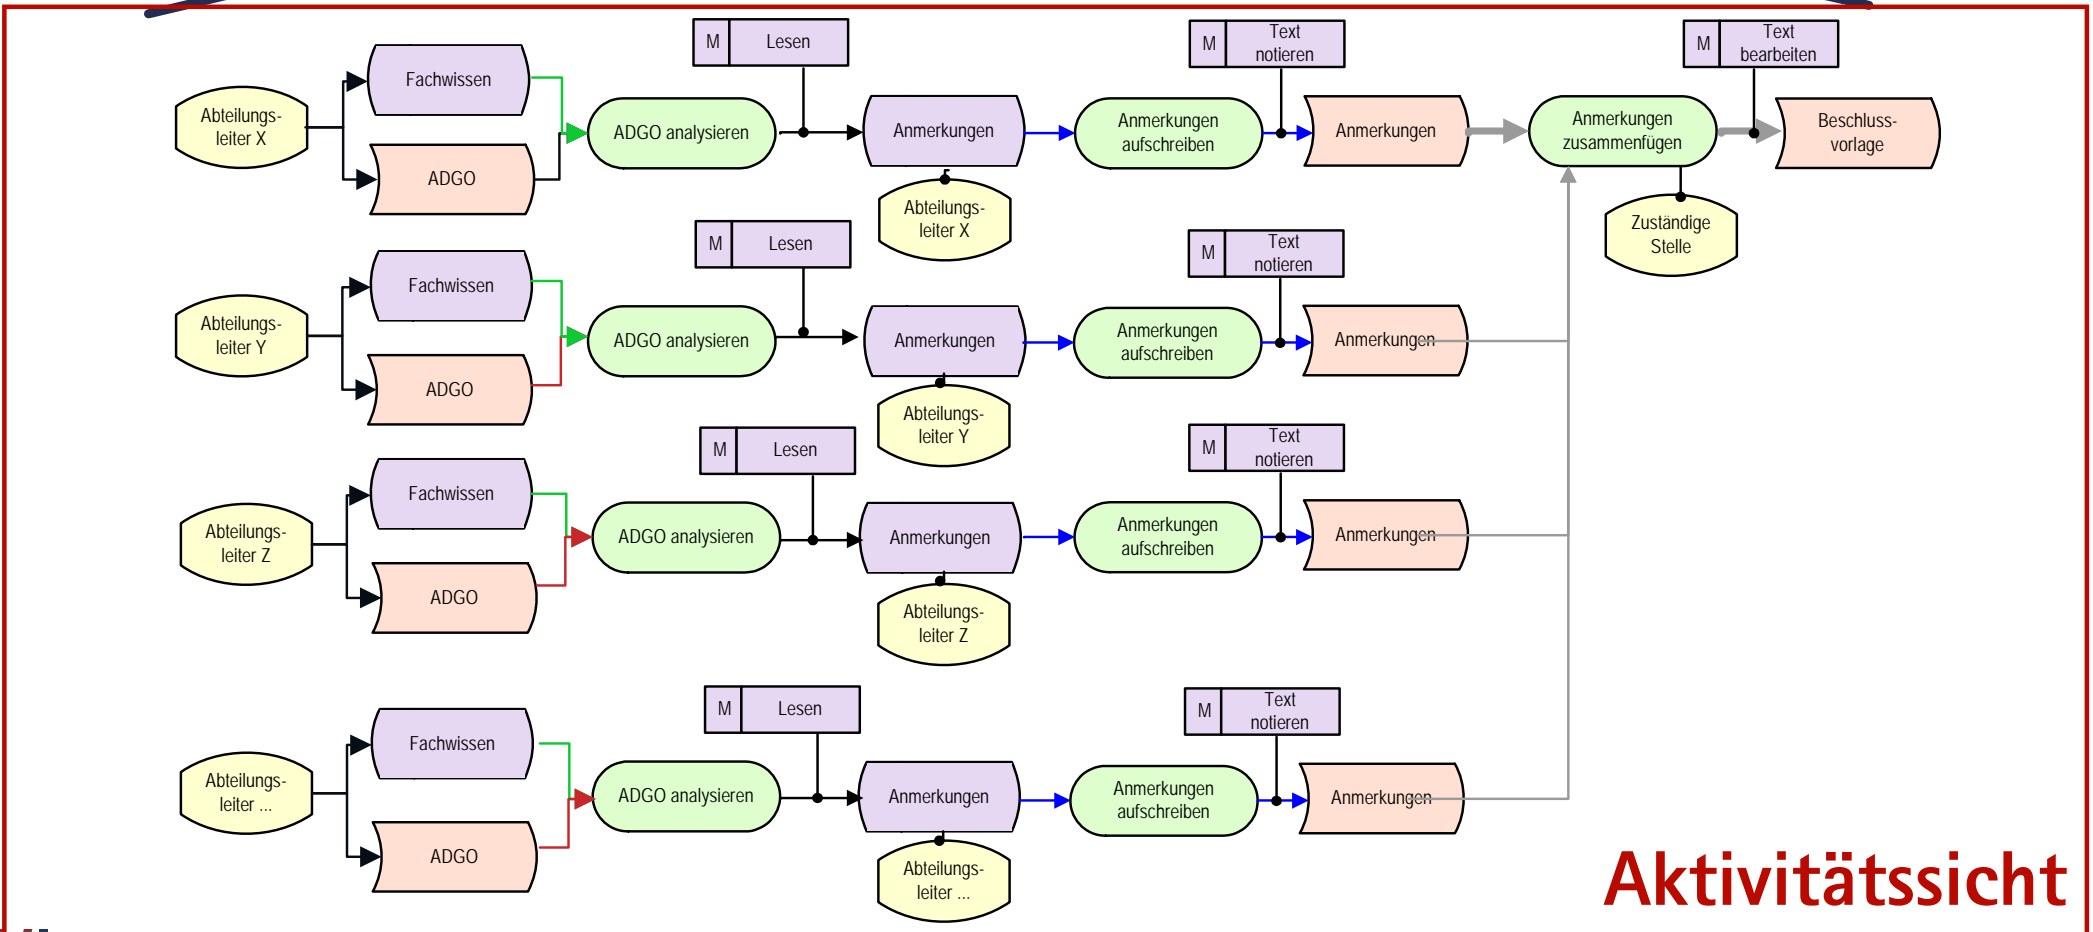 M
Lesen
M
Text
notieren
M
Text
bearbeiten
Fachwissen
Abteilungs-
leiter X
ADGO
ADGO analysieren
Anmerkungen
Abteilungs-
leiter X
Anmerkungen
aufschreiben
Anmerkungen
Anmerkungen
zusammenfügen
Beschluss-
vorlage
Zuständige
Stelle
M
Lesen
M
Text
notieren
Fachwissen
Abteilungs-
leiter Y
ADGO
ADGO analysieren
Anmerkungen
Abteilungs-
leiter Y
Anmerkungen
aufschreiben
Anmerkungen
M
Lesen
M
Text
notieren
Fachwissen
Abteilungs-
leiter Z
ADGO
ADGO analysieren
Anmerkungen
Abteilungs-
leiter Z
Anmerkungen
aufschreiben
Anmerkungen
M
Lesen
M
Text
notieren
Fachwissen
Abteilungs-
leiter ...
ADGO
ADGO analysieren
Anmerkungen
Abteilungs-
leiter ...
Anmerkungen
aufschreiben
Anmerkungen
Aktivitätssicht